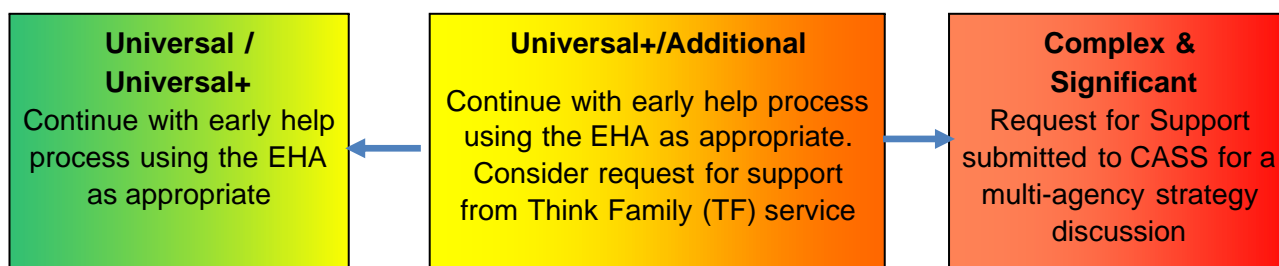 Universal /
Universal+
Continue with early help
process using the EHA
as appropriate
Universal+/Additional
Continue with early help process
using the EHA as appropriate.
Consider request for support
from Think Family (TF) service
Complex &
Significant
Request for Support
submitted to CASS for a
multi-agency strategy
discussion